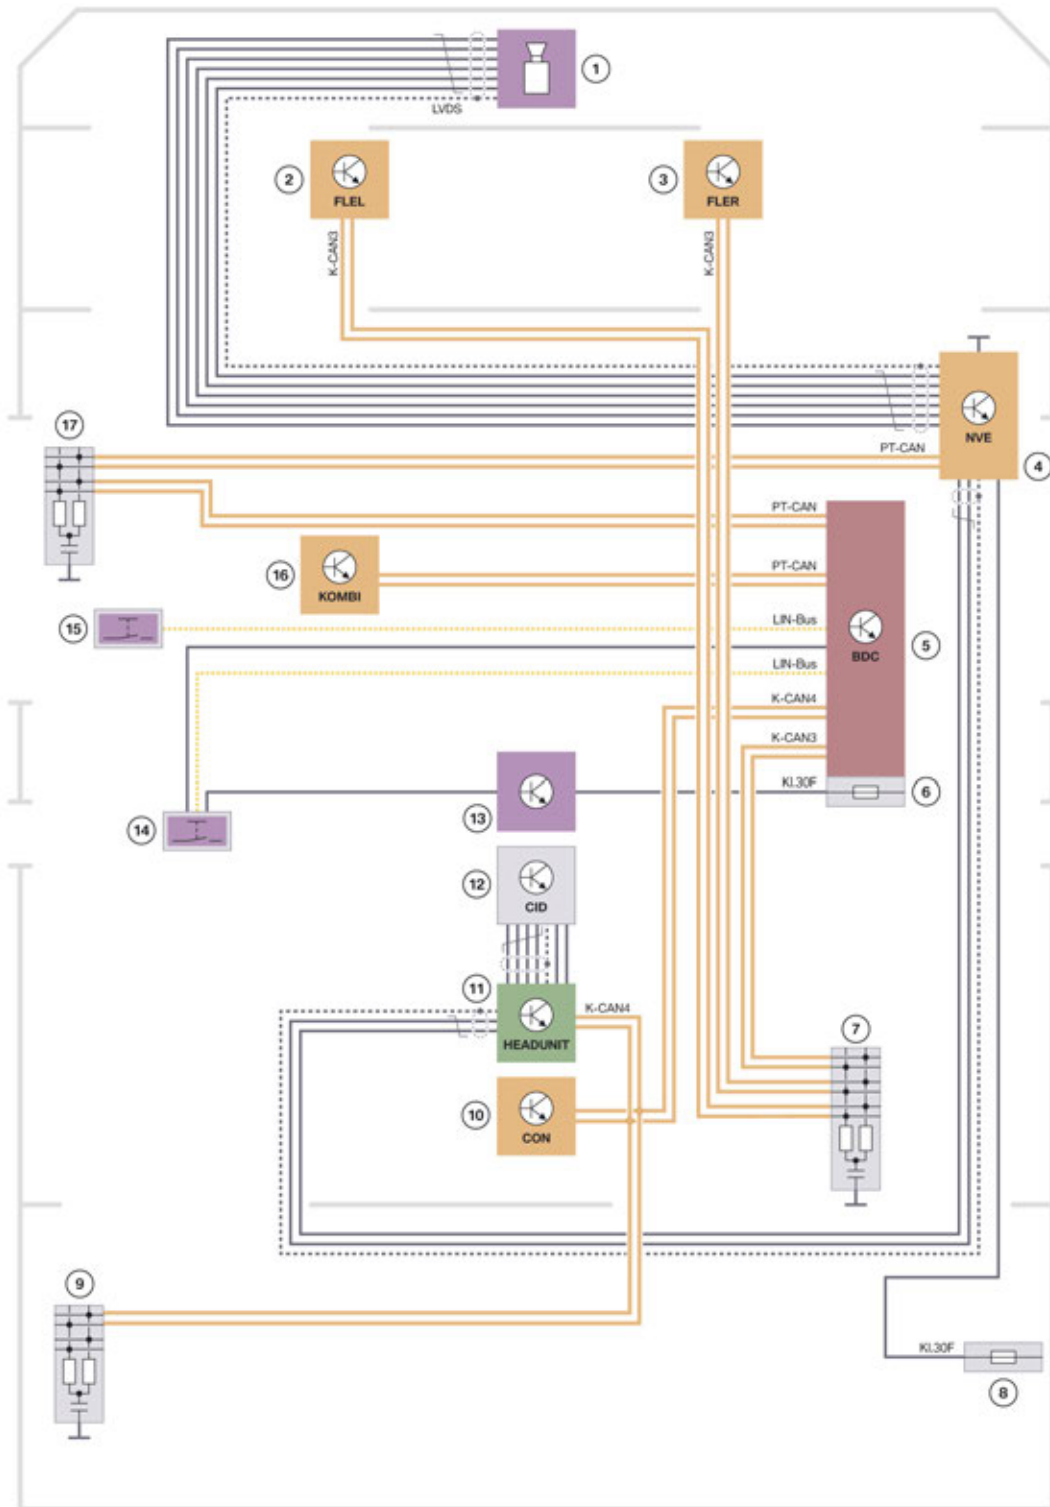 1
LVDS
2
FLEL
3
FLER
K-CAN3
K-CAN3
NVE
4
17
PT-CAN
PT-CAN
16
KOMBI
PT-CAN
15
LIN-Bus
BDC
5
LIN-Bus
K-CAN4
K-CAN3
Kl.30F
6
13
14
12
CID
11
K-CAN4
HEADUNIT
7
10
CON
9
Kl.30F
8